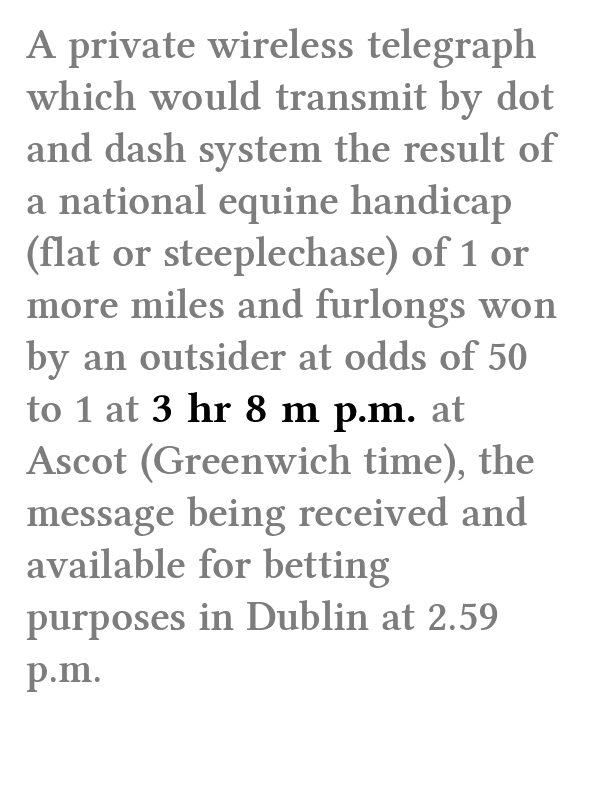 A private wireless telegraph
which would transmit by dot
and dash system the result of
a national equine handicap
(flat or steeplechase) of 1 or
more miles and furlongs won
by an outsider at odds of 50
to 1 at 3 hr 8 m p.m. at
Ascot (Greenwich time), the
message being received and
available for betting
purposes in Dublin at 2.59
p.m.